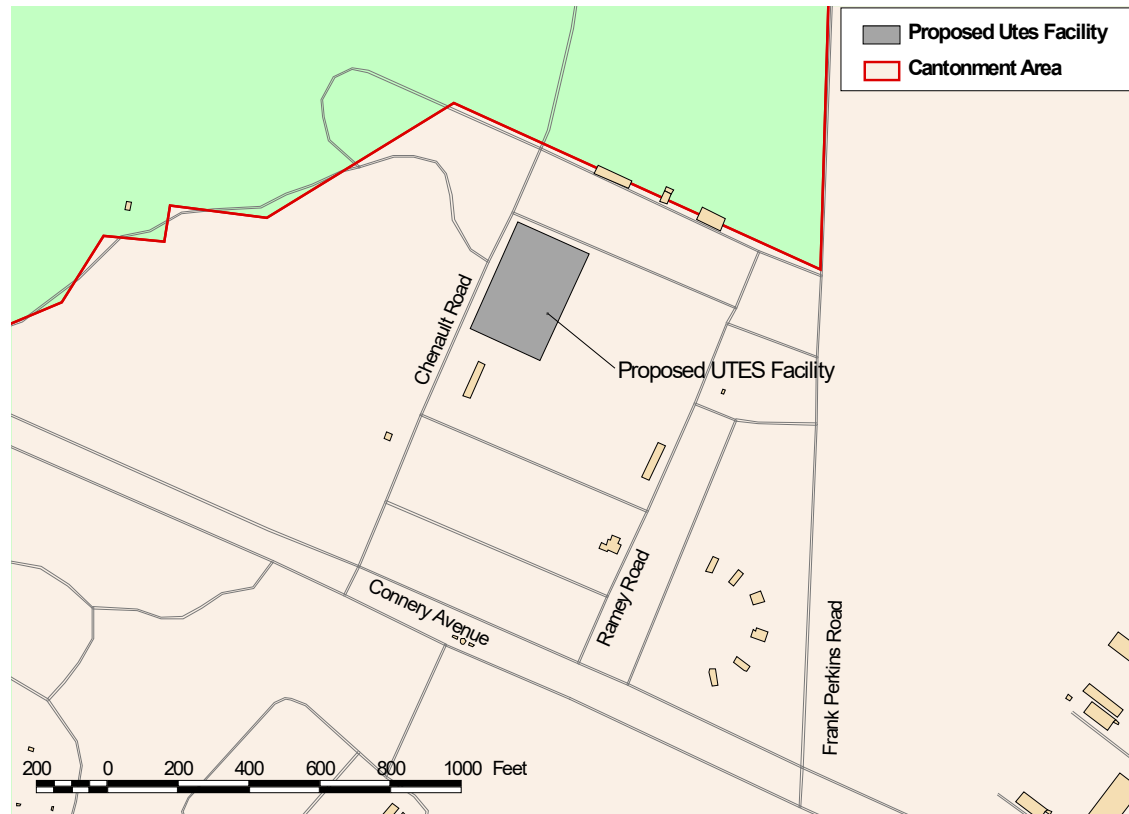 Proposed Utes Facility
Cantonment Area
Chenault Road
Proposed UTES Facility
Connery Avenue
Ramey Road
Frank Perkins Road
200 0 200 400 600 800 1000 Feet